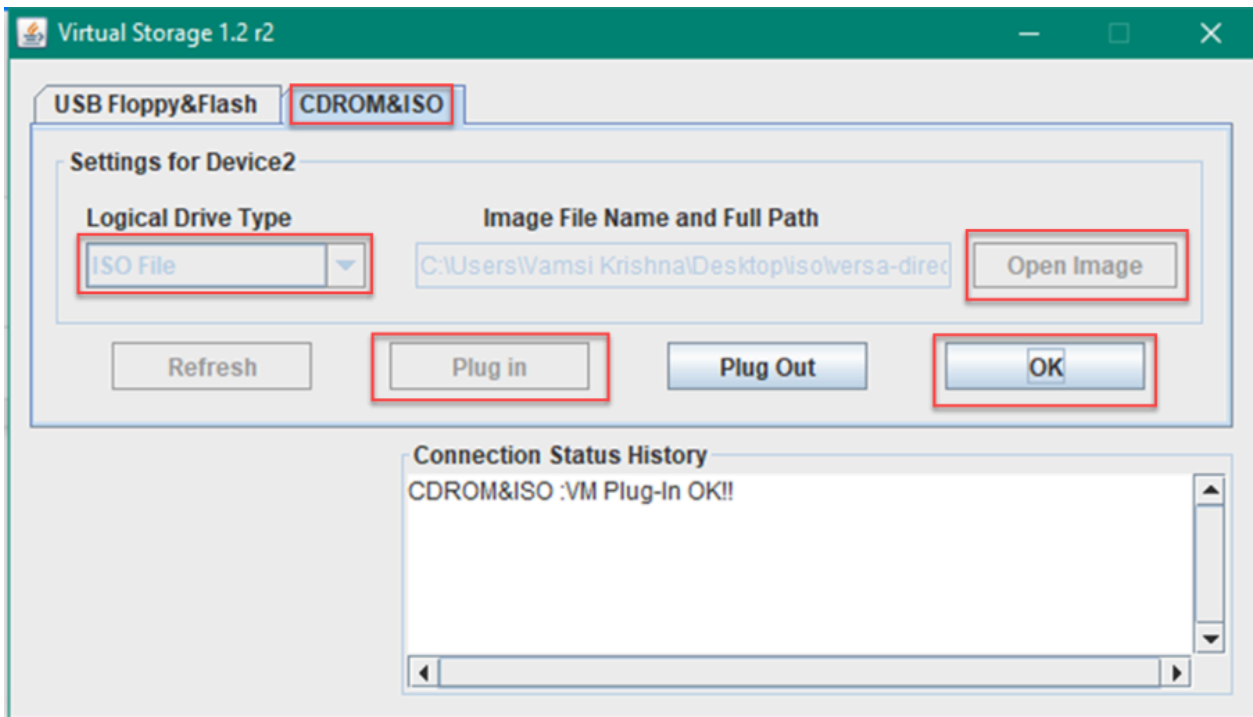 Virtual Storage 1.2 r2
USB Floppy&Flash CDROM&ISO
Settings for Device2
Logical Drive Type Image File Name and Full Path
ISO File C:\Users\Vamsi Krishna\Desktop\iso\versa-direc Open Image
Refresh Plug in Plug Out OK
Connection Status History
CDROM&ISO :VM Plug-In OK!!